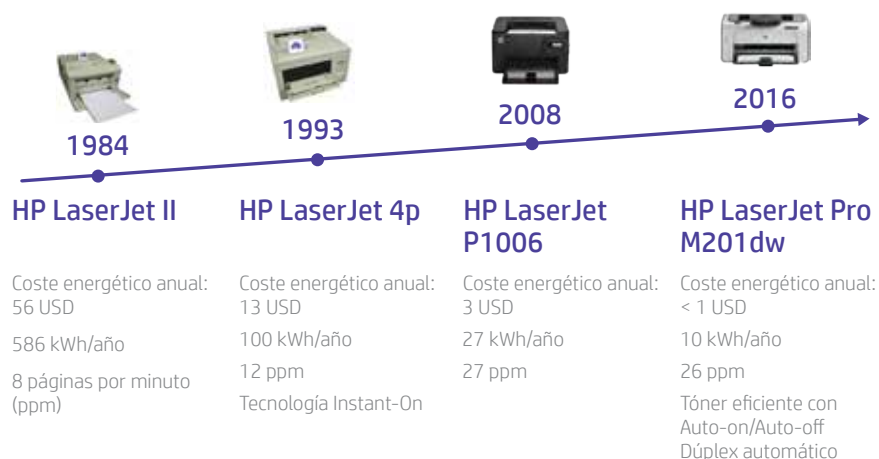 1984
1993
2008
2016
HP LaserJet II
Coste energético anual:
56 USD
586 kWh/año
8 páginas por minuto
(ppm)
HP LaserJet 4p
Coste energético anual:
13 USD
100 kWh/año
12 ppm
Tecnología Instant-On
HP LaserJet
P1006
Coste energético anual:
3 USD
27 kWh/año
27 ppm
HP LaserJet Pro
M201dw
Coste energético anual:
< 1 USD
10 kWh/año
26 ppm
Tóner eficiente con
Auto-on/Auto-off
Dúplex automático